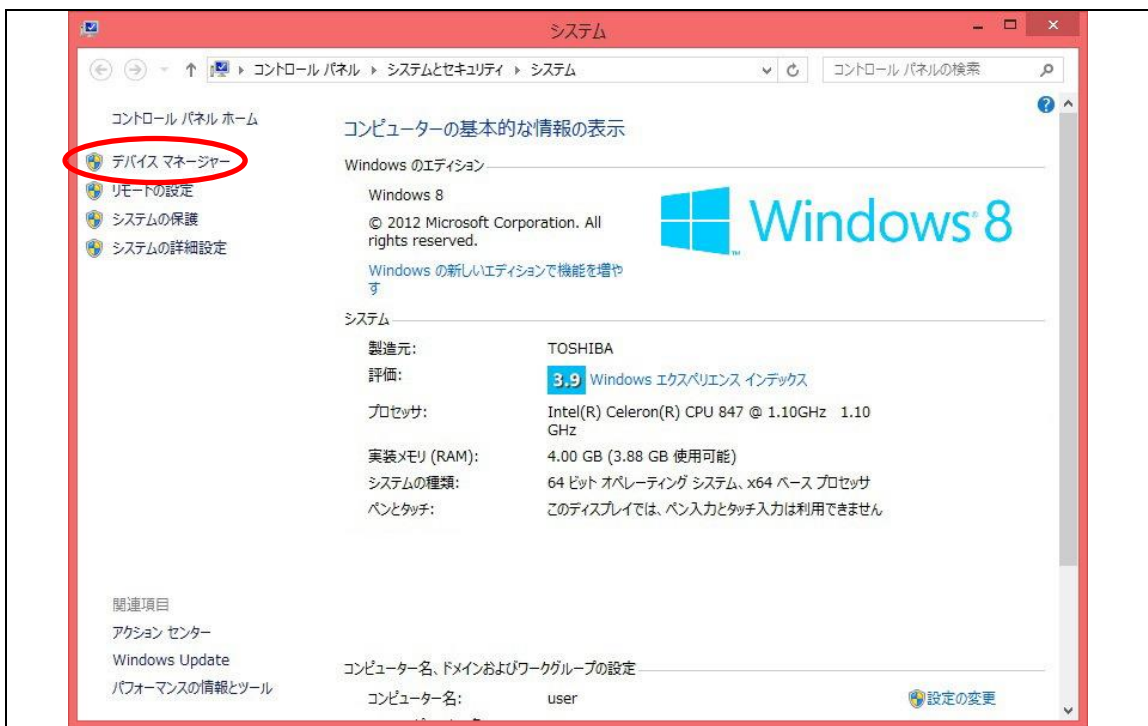 システム
コントロール パネル ▸ システムとセキュリティ ▸ システム
コントロール パネルの検索
コントロール パネル ホーム
デバイス マネージャー
リモートの設定
システムの保護
システムの詳細設定
コンピューターの基本的な情報の表示
Windows のエディション
Windows 8
© 2012 Microsoft Corporation. All
rights reserved.
Windows の新しいエディションで機能を増や
す
Windows 8
システム
製造元: TOSHIBA
評価: 3.9 Windows エクスペリエンス インデックス
プロセッサ: Intel(R) Celeron(R) CPU 847 @ 1.10GHz 1.10
GHz
実装メモリ (RAM): 4.00 GB (3.88 GB 使用可能)
システムの種類: 64 ビット オペレーティング システム、x64 ベース プロセッサ
ペンとタッチ: このディスプレイでは、ペン入力とタッチ入力は利用できません
関連項目
アクション センター
Windows Update
パフォーマンスの情報とツール
コンピューター名、ドメインおよびワークグループの設定
コンピューター名: user
設定の変更